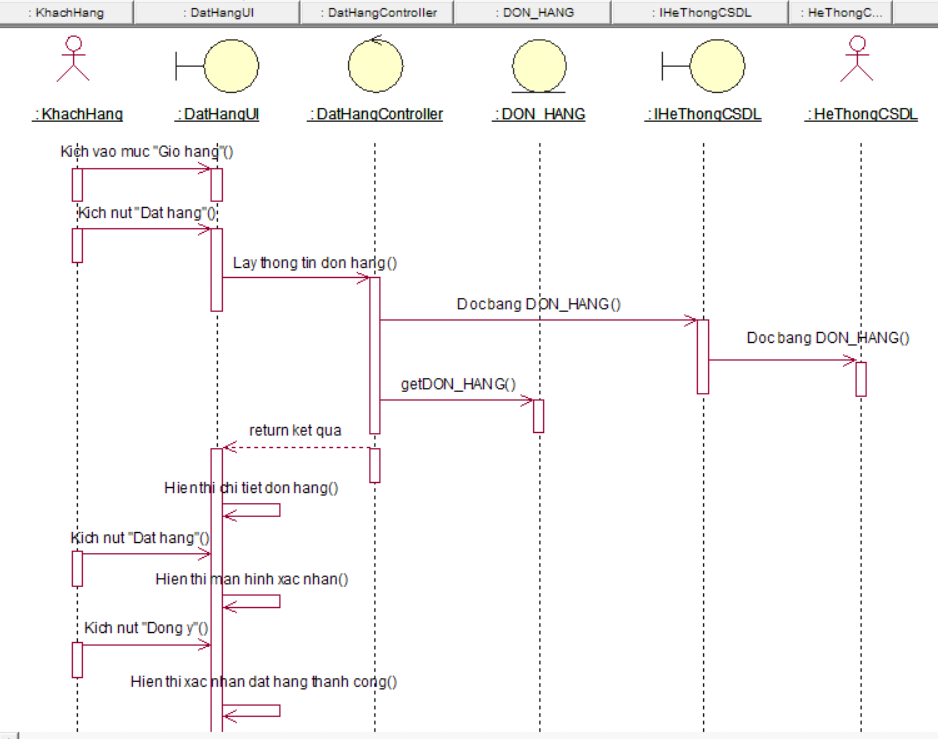 : KhachHang
: DatHangUI
: DatHangController
: DON_HANG
: IHeThongCSDL
: HeThongC...
: KhachHang
: DatHangUI
: DatHangController
: DON_HANG
: IHeThongCSDL
: HeThongCSDL
Kich vao muc "Gio hang"()
Kich nut "Dat hang"()
Lay thong tin don hang()
Doc bang DON_HANG()
Doc bang DON_HANG()
getDON_HANG()
return ket qua
Hien thi chi tiet don hang()
Kich nut "Dat hang"()
Hien thi man hinh xac nhan()
Kich nut "Dong y"()
Hien thi xac nhan dat hang thanh cong()